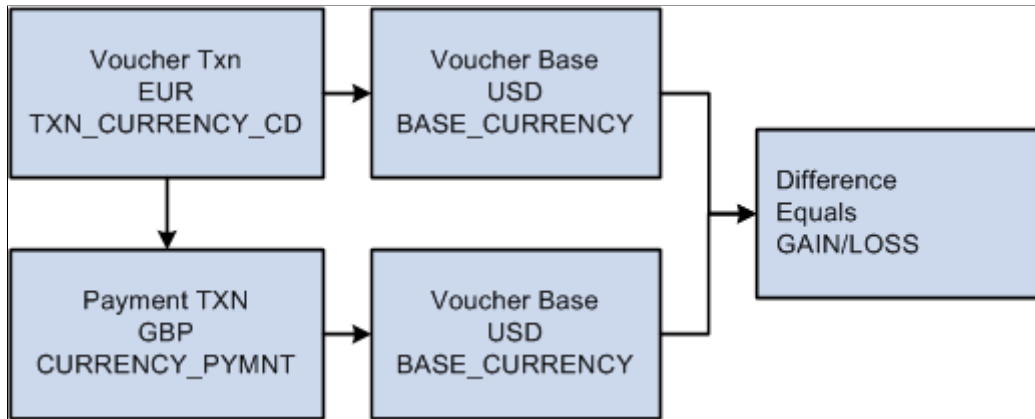 Voucher Txn
EUR
TXN_CURRENCY_CD
Voucher Base
USD
BASE_CURRENCY
Difference
Equals
GAIN/LOSS
Payment TXN
GBP
CURRENCY_PYMNT
Voucher Base
USD
BASE_CURRENCY